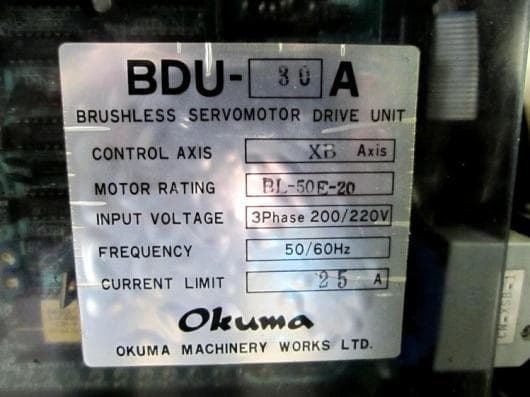 BDU-30A
BRUSHLESS SERVOMOTOR DRIVE UNIT
CONTROL AXIS XB Axis
MOTOR RATING BL-50E-20
INPUT VOLTAGE 3Phase 200/220V
FREQUENCY 50/60Hz
CURRENT LIMIT 25 A
Okuma
OKUMA MACHINERY WORKS LTD.